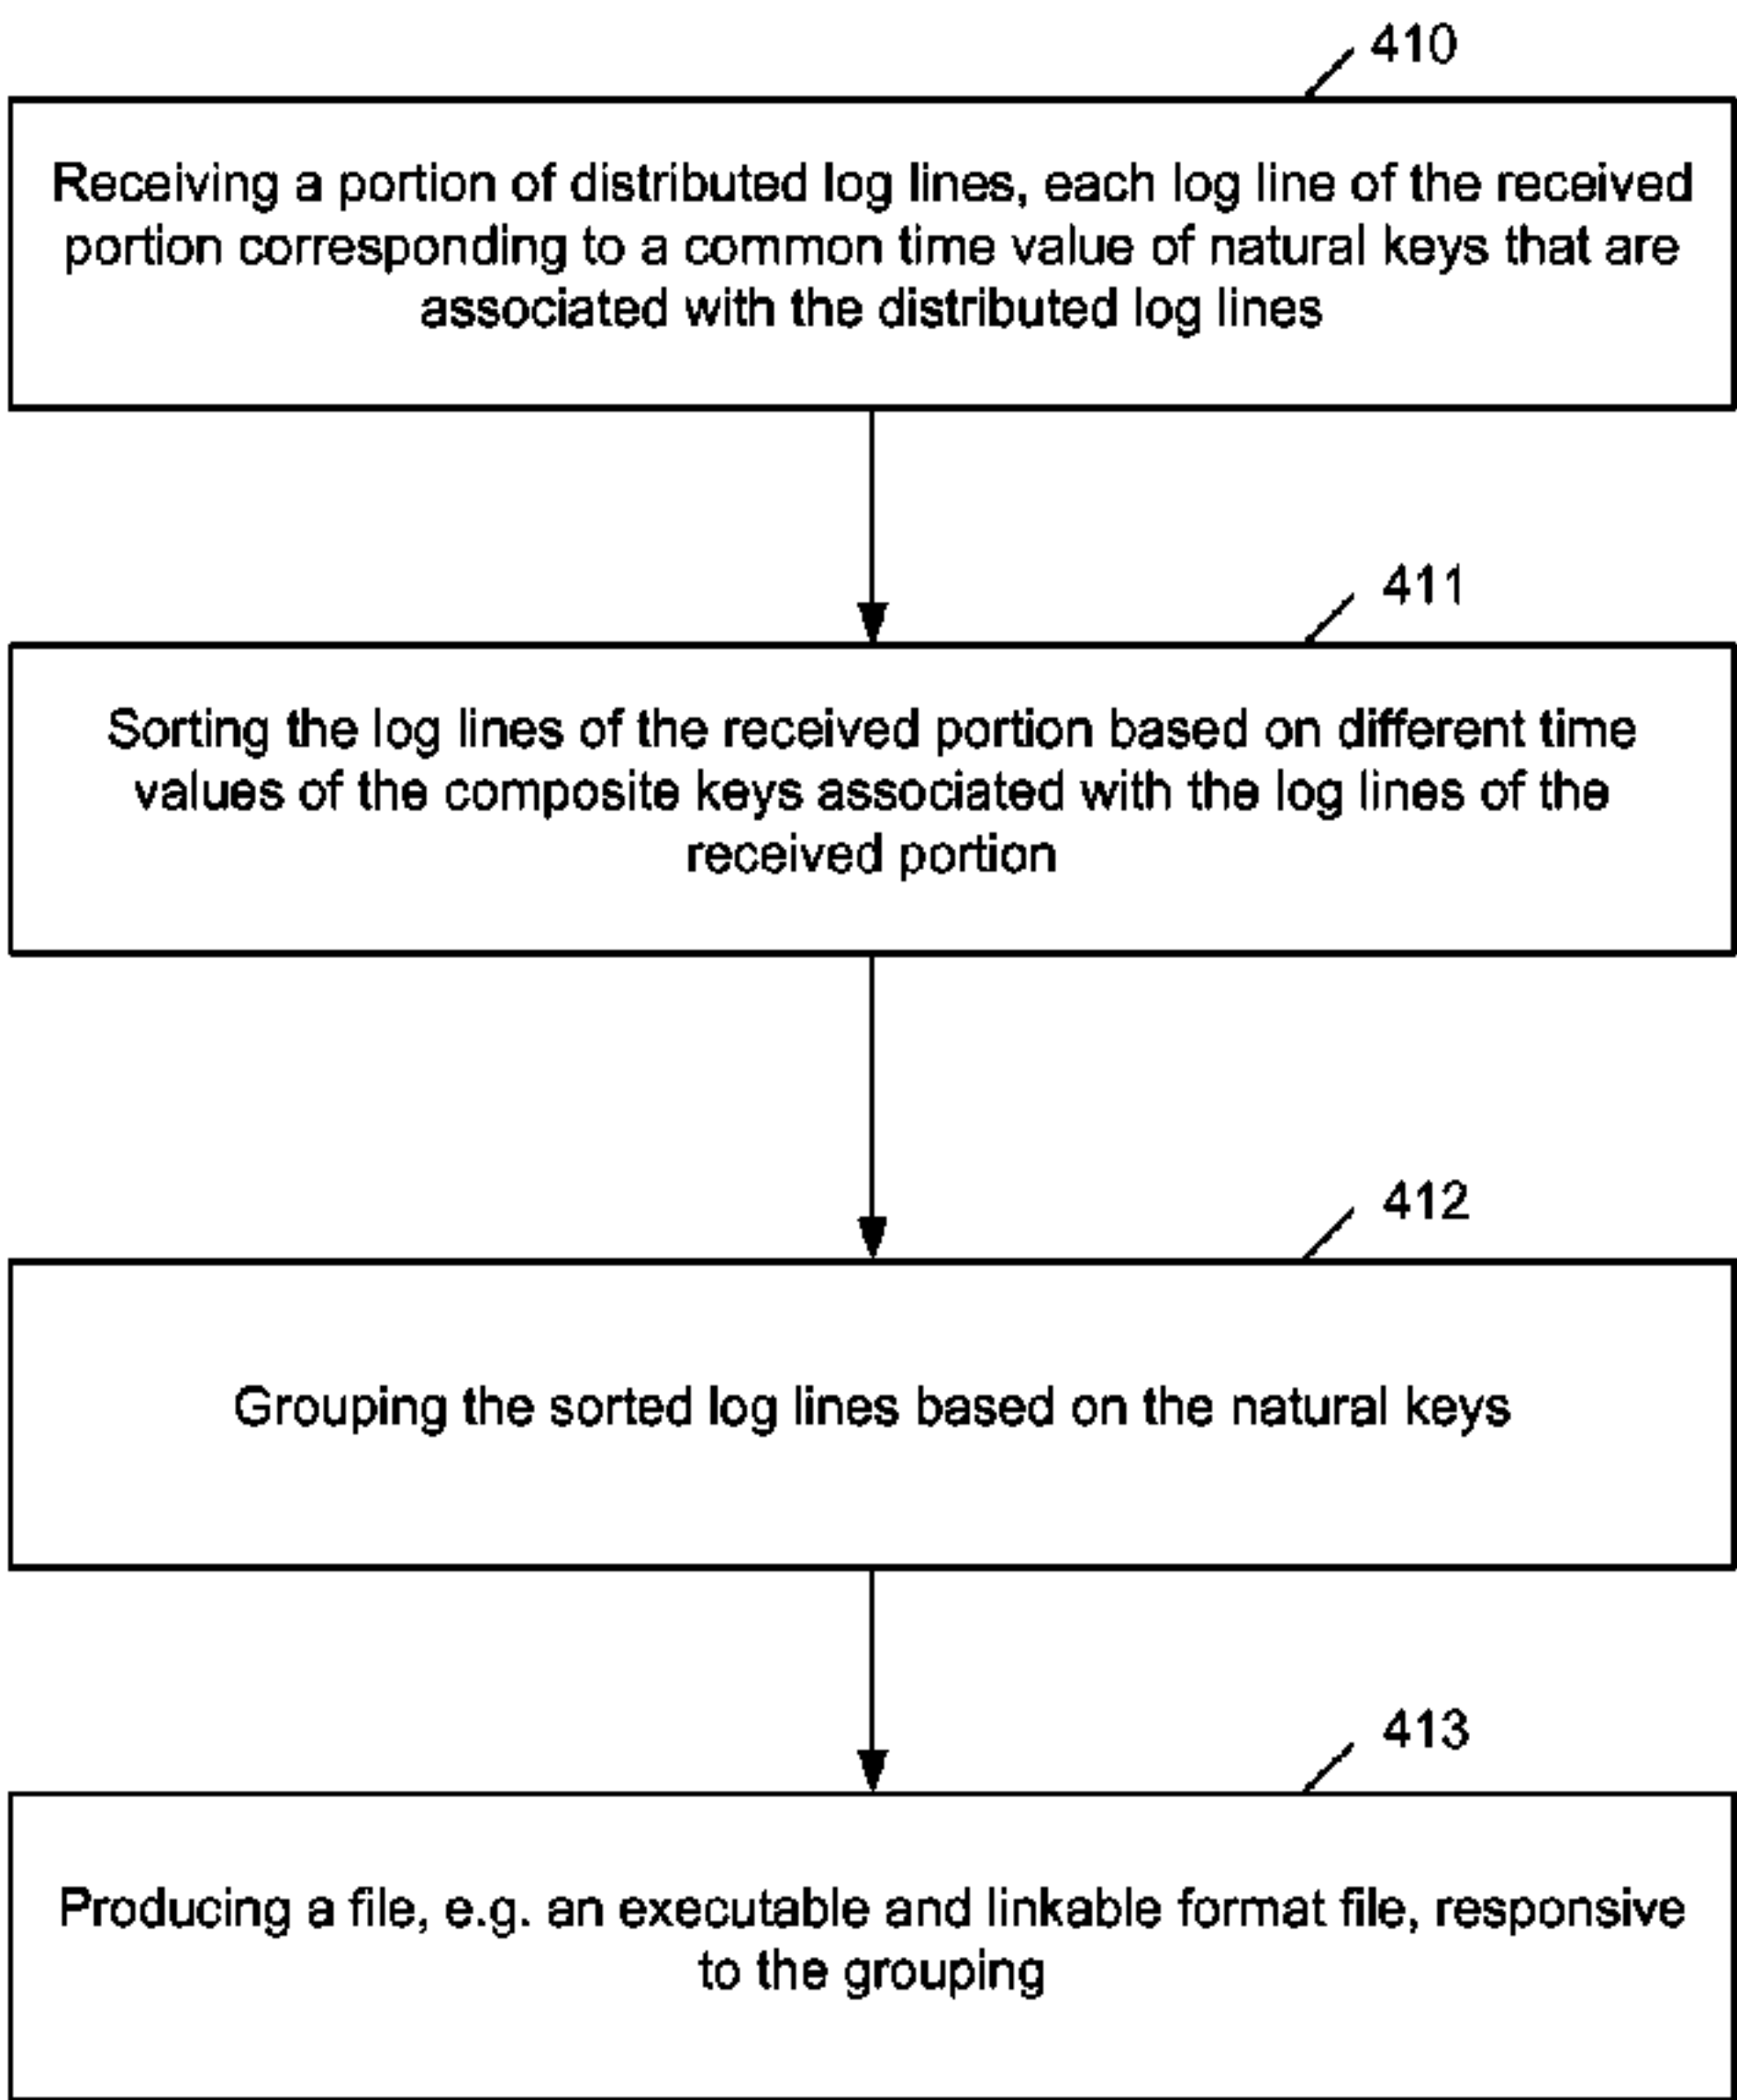 410
Receiving a portion of distributed log lines, each log line of the received
portion corresponding to a common time value of natural keys that are
associated with the distributed log lines
411
Sorting the log lines of the received portion based on different time
values of the composite keys associated with the log lines of the
received portion
412
Grouping the sorted log lines based on the natural keys
413
Producing a file, e.g. an executable and linkable format file, responsive
to the grouping